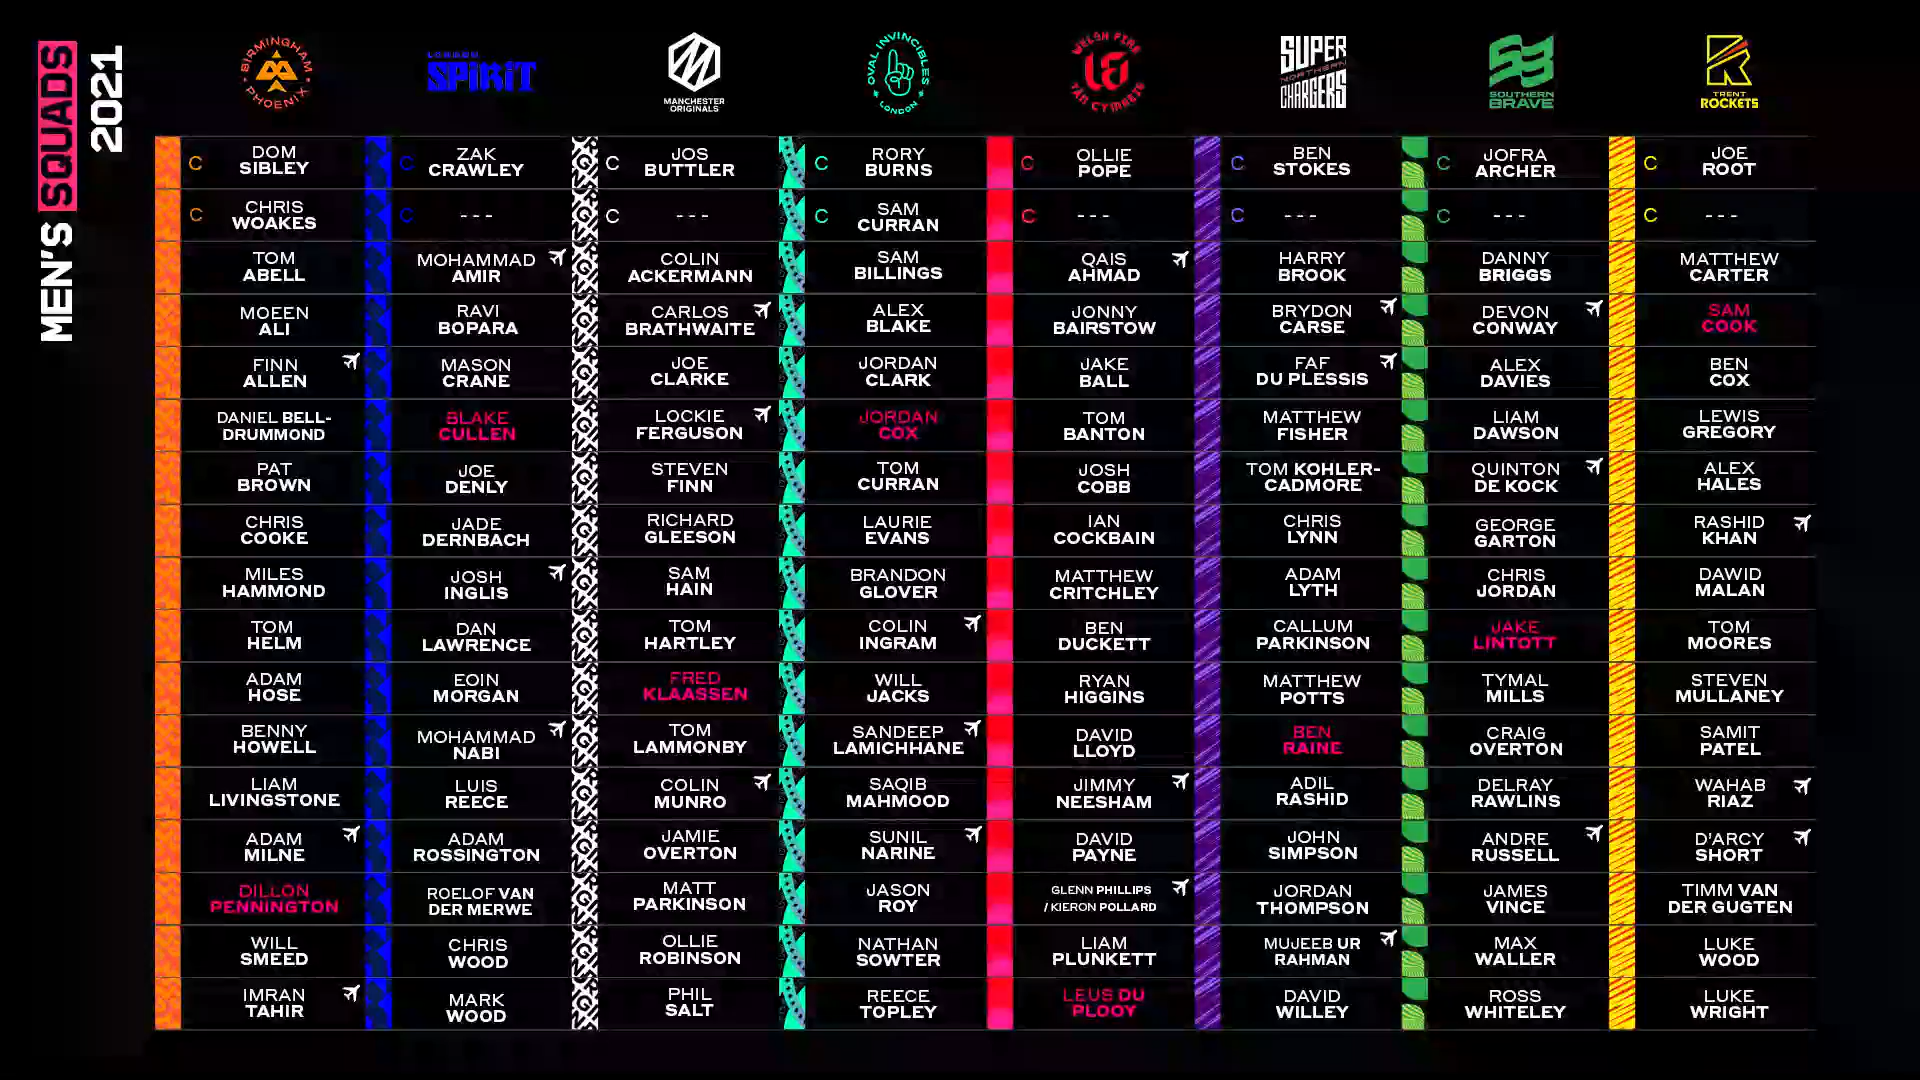 MEN'S SQUADS
2021
BIRMINGHAM PHOENIX
LONDON
SPIRIT
MANCHESTER
ORIGINALS
OVAL INVINCIBLES
LONDON
WELSH FIRE
TÂN CYMREIG
SUPER
NORTHERN
CHARGERS
SOUTHERN
BRAVE
TRENT
ROCKETS
C DOM SIBLEY
C ZAK CRAWLEY
C JOS BUTTLER
C RORY BURNS
C OLLIE POPE
C BEN STOKES
C JOFRA ARCHER
C JOE ROOT
C CHRIS WOAKES
C ---
C ---
C SAM CURRAN
C ---
C ---
C ---
C ---
TOM ABELL
MOHAMMAD AMIR
COLIN ACKERMANN
SAM BILLINGS
QAIS AHMAD
HARRY BROOK
DANNY BRIGGS
MATTHEW CARTER
MOEEN ALI
RAVI BOPARA
CARLOS BRATHWAITE
ALEX BLAKE
JONNY BAIRSTOW
BRYDON CARSE
DEVON CONWAY
SAM COOK
FINN ALLEN
MASON CRANE
JOE CLARKE
JORDAN CLARK
JAKE BALL
FAF DU PLESSIS
ALEX DAVIES
BEN COX
DANIEL BELL-DRUMMOND
BLAKE CULLEN
LOCKIE FERGUSON
JORDAN COX
TOM BANTON
MATTHEW FISHER
LIAM DAWSON
LEWIS GREGORY
PAT BROWN
JOE DENLY
STEVEN FINN
TOM CURRAN
JOSH COBB
TOM KOHLER-CADMORE
QUINTON DE KOCK
ALEX HALES
CHRIS COOKE
JADE DERNBACH
RICHARD GLEESON
LAURIE EVANS
IAN COCKBAIN
CHRIS LYNN
GEORGE GARTON
RASHID KHAN
MILES HAMMOND
JOSH INGLIS
SAM HAIN
BRANDON GLOVER
MATTHEW CRITCHLEY
ADAM LYTH
CHRIS JORDAN
DAWID MALAN
TOM HELM
DAN LAWRENCE
TOM HARTLEY
COLIN INGRAM
BEN DUCKETT
CALLUM PARKINSON
JAKE LINTOTT
TOM MOORES
ADAM HOSE
EOIN MORGAN
FRED KLAASSEN
WILL JACKS
RYAN HIGGINS
MATTHEW POTTS
TYMAL MILLS
STEVEN MULLANEY
BENNY HOWELL
MOHAMMAD NABI
TOM LAMMONBY
SANDEEP LAMICHHANE
DAVID LLOYD
BEN RAINE
CRAIG OVERTON
SAMIT PATEL
LIAM LIVINGSTONE
LUIS REECE
COLIN MUNRO
SAQIB MAHMOOD
JIMMY NEESHAM
ADIL RASHID
DELRAY RAWLINS
WAHAB RIAZ
ADAM MILNE
ADAM ROSSINGTON
JAMIE OVERTON
SUNIL NARINE
DAVID PAYNE
JOHN SIMPSON
ANDRE RUSSELL
D'ARCY SHORT
DILLON PENNINGTON
ROELOF VAN DER MERWE
MATT PARKINSON
JASON ROY
GLENN PHILLIPS / KIERON POLLARD
JORDAN THOMPSON
JAMES VINCE
TIMM VAN DER GUGTEN
WILL SMEED
CHRIS WOOD
OLLIE ROBINSON
NATHAN SOWTER
LIAM PLUNKETT
MUJEEB UR RAHMAN
MAX WALLER
LUKE WOOD
IMRAN TAHIR
MARK WOOD
PHIL SALT
REECE TOPLEY
LEUS DU PLOOY
DAVID WILLEY
ROSS WHITELEY
LUKE WRIGHT